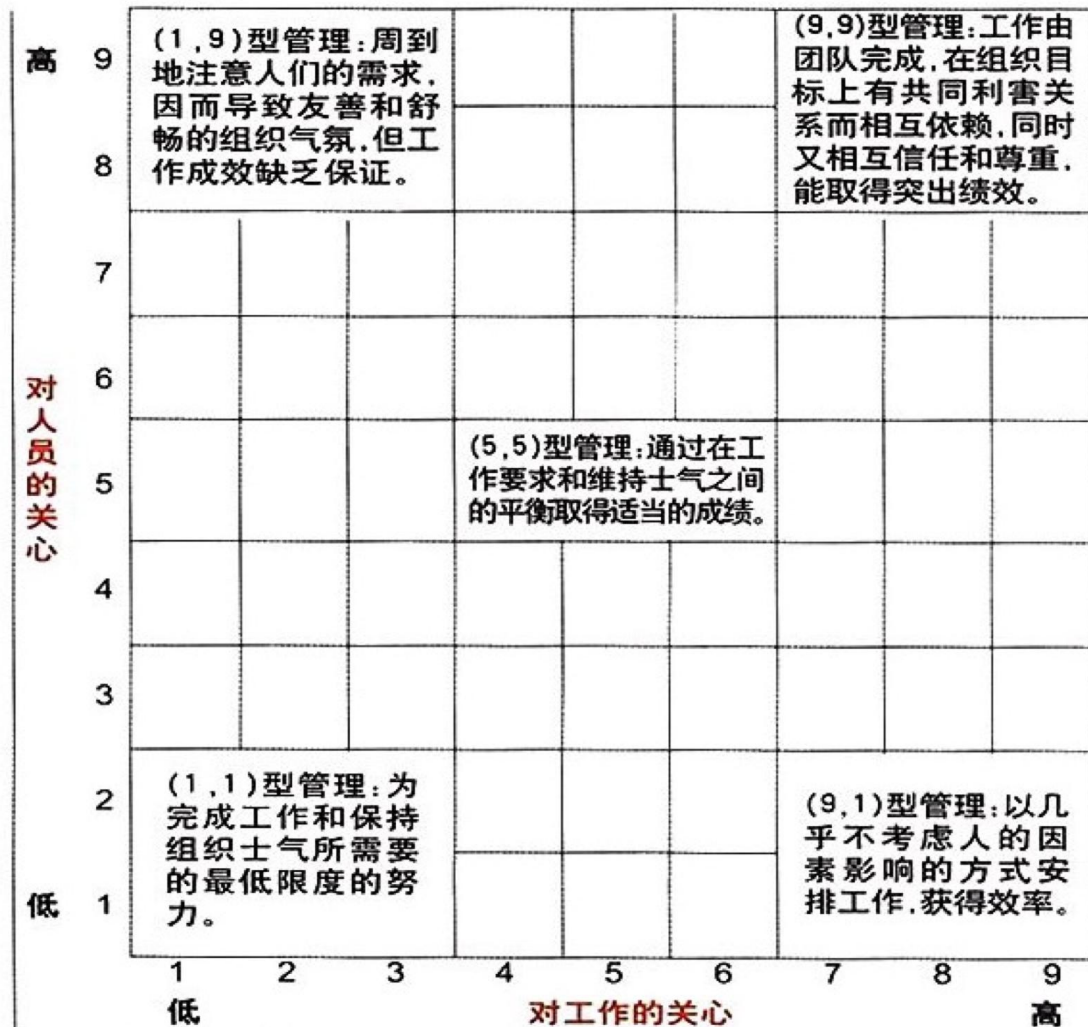 高
9
8
7
6
5
4
3
2
低
1
对人员的关心
(1,9)型管理:周到
地注意人们的需求,
因而导致友善和舒
畅的组织气氛,但工
作成效缺乏保证。
(9,9)型管理:工作由
团队完成,在组织目
标上有共同利害关
系而相互依赖,同时
又相互信任和尊重,
能取得突出绩效。
(5,5)型管理:通过在工
作要求和维持士气之间
的平衡取得适当的成绩。
(1,1)型管理:为
完成工作和保持
组织士气所需要
的最低限度的努
力。
(9,1)型管理:以几
乎不考虑人的因
素影响的方式安
排工作,获得效率。
1 2 3 4 5 6 7 8 9
低 对工作的关心 高